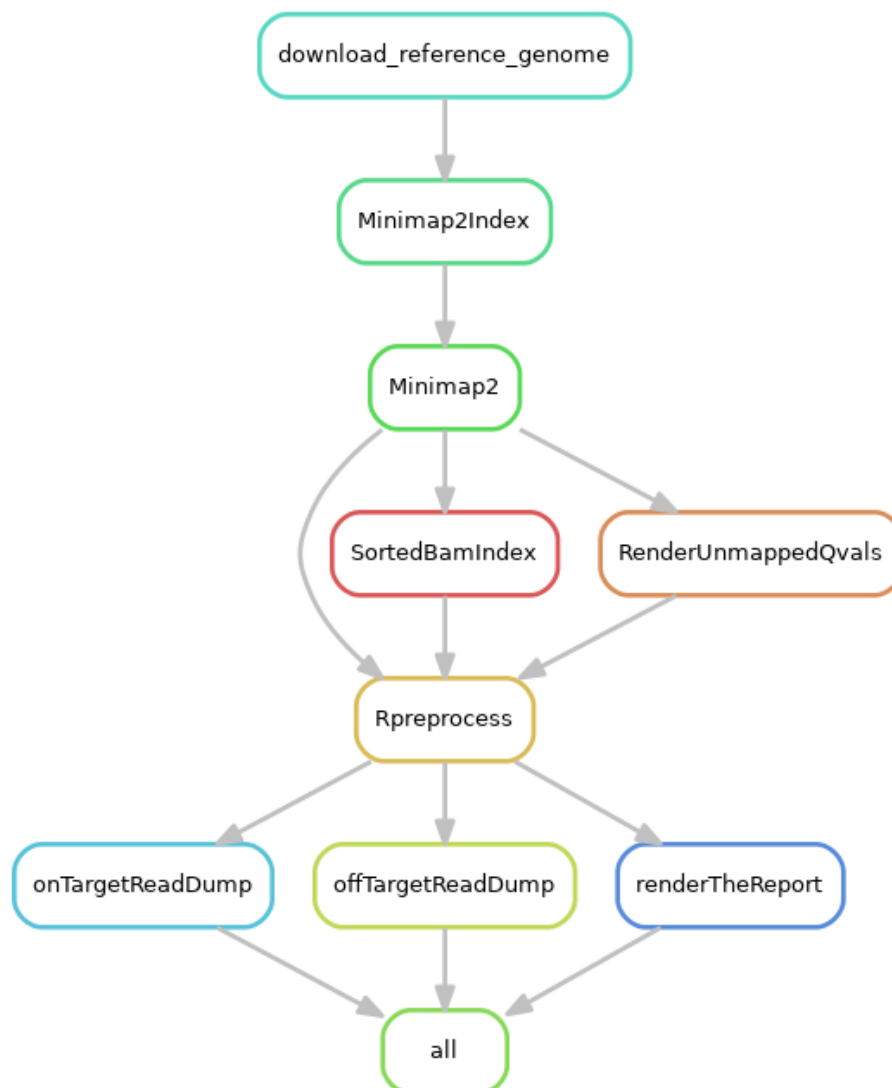 download_reference_genome
Minimap2Index
Minimap2
SortedBamIndex
RenderUnmappedQvals
Rpreprocess
onTargetReadDump
offTargetReadDump
renderTheReport
all